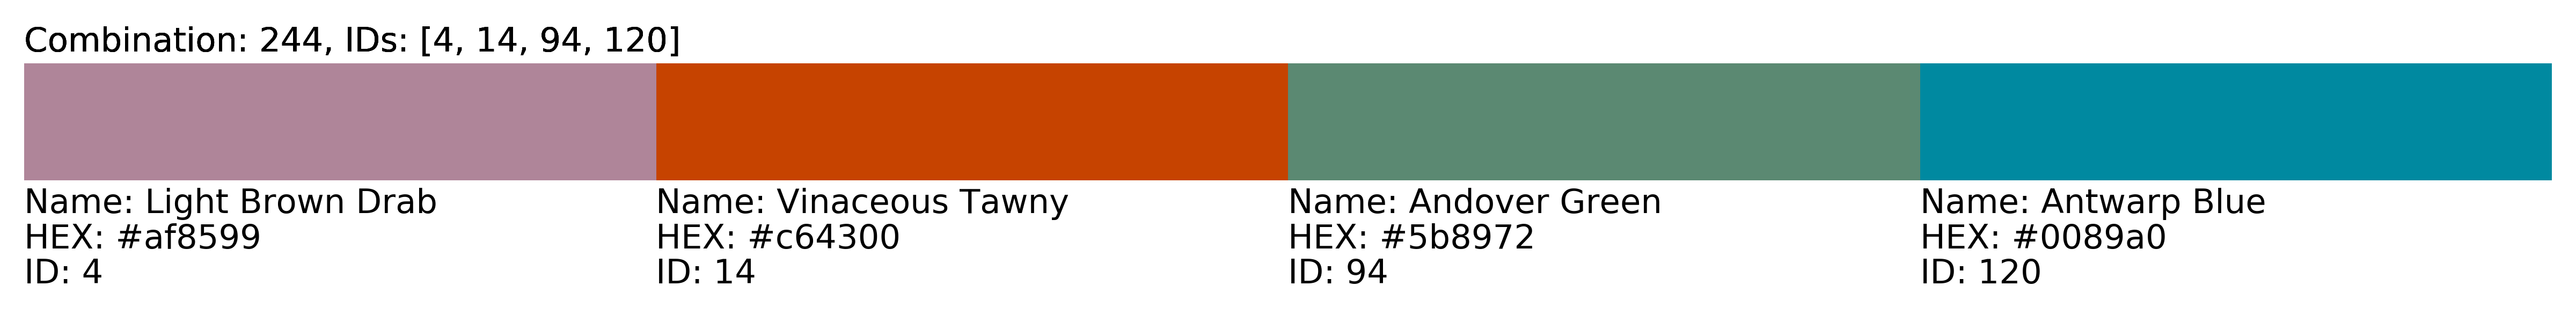 Combination: 244, IDs: [4, 14, 94, 120]
Name: Light Brown Drab
HEX: #af8599
ID: 4
Name: Vinaceous Tawny
HEX: #c64300
ID: 14
Name: Andover Green
HEX: #5b8972
ID: 94
Name: Antwarp Blue
HEX: #0089a0
ID: 120